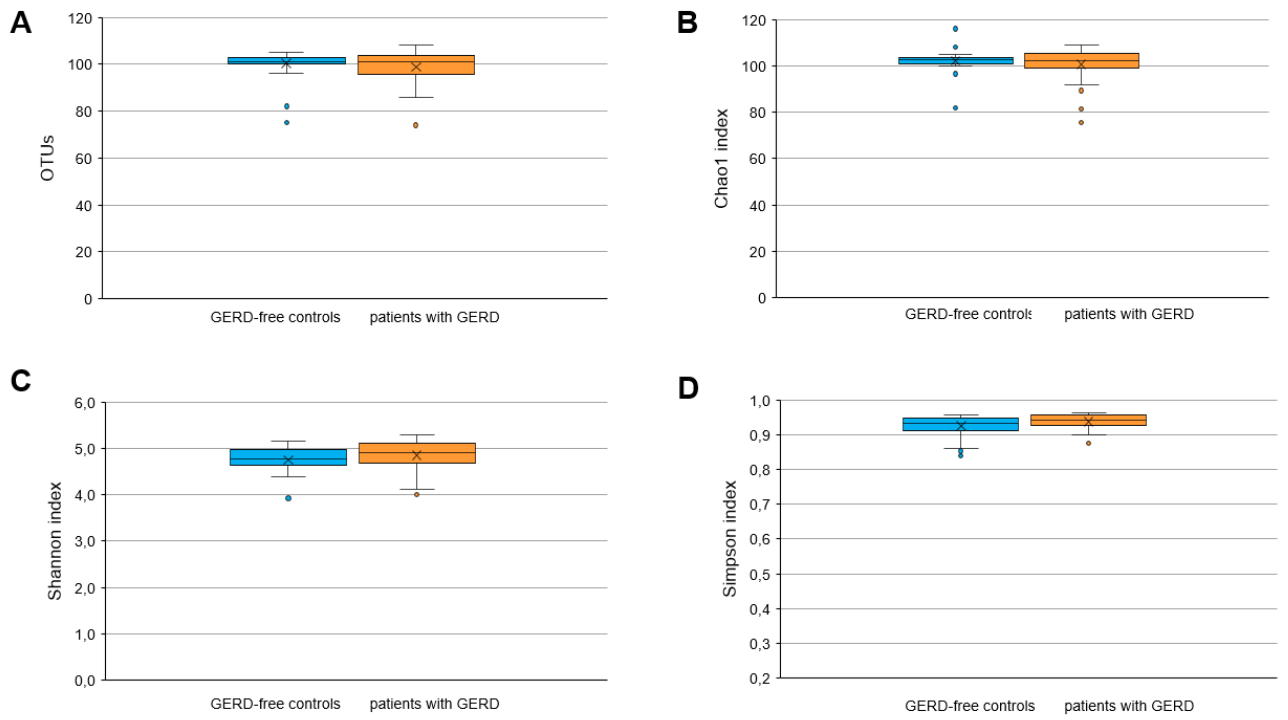 A
120
100
80
60
40
20
0
OTUs
GERD-free controls patients with GERD
B
120
100
80
60
40
20
0
Chao1 index
GERD-free controls patients with GERD
C
6,0
5,0
4,0
3,0
2,0
1,0
0,0
Shannon index
GERD-free controls patients with GERD
D
1,0
0,9
0,8
0,7
0,6
0,5
0,4
0,3
0,2
Simpson index
GERD-free controls patients with GERD